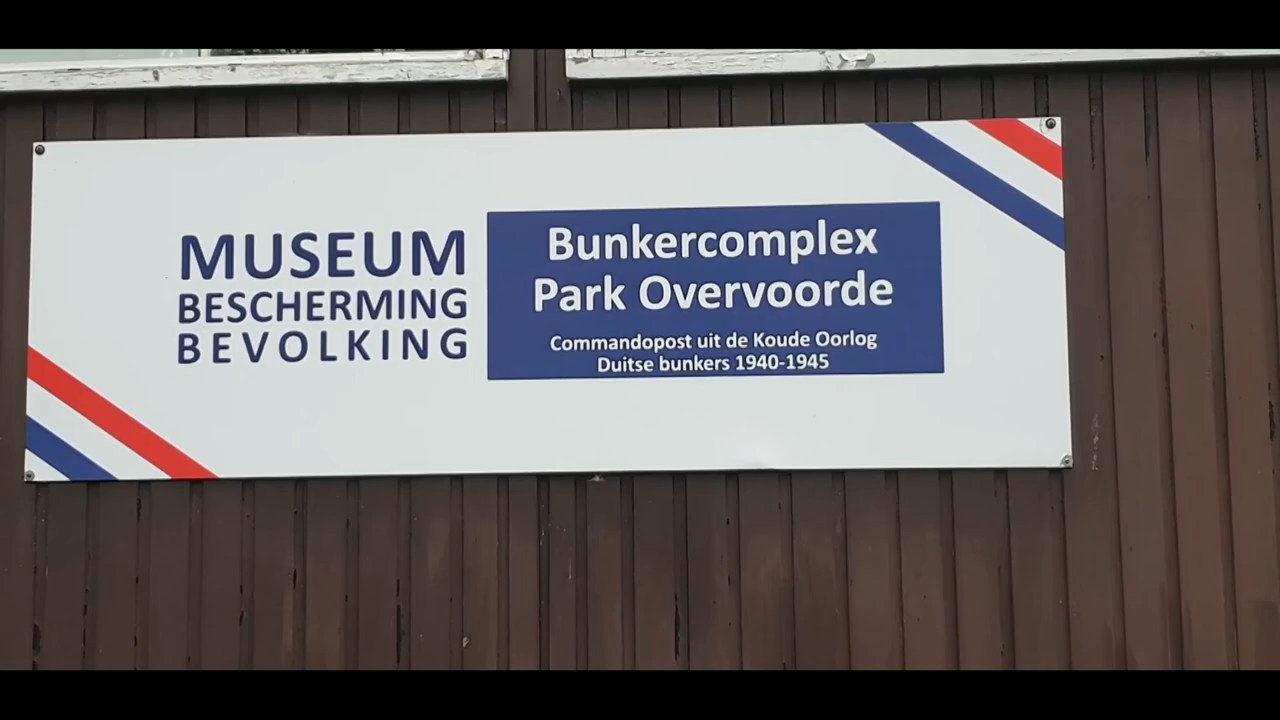 MUSEUM
BESCHERMING
BEVOLKING
Bunkercomplex
Park Overvoorde
Commandopost uit de Koude Oorlog
Duitse bunkers 1940-1945